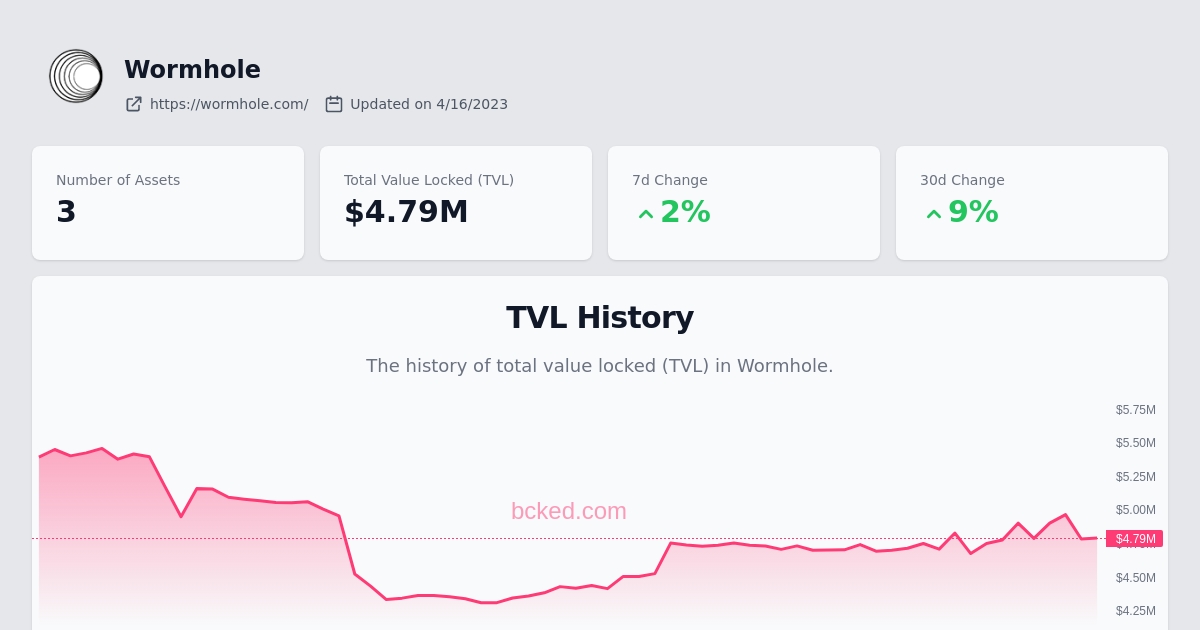 Wormhole
https://wormhole.com/ Updated on 4/16/2023
Number of Assets
3
Total Value Locked (TVL)
$4.79M
7d Change
2%
30d Change
9%
TVL History
The history of total value locked (TVL) in Wormhole.
$5.75M
$5.50M
$5.25M
$5.00M
bcked.com
$4.79M
$4.50M
$4.25M